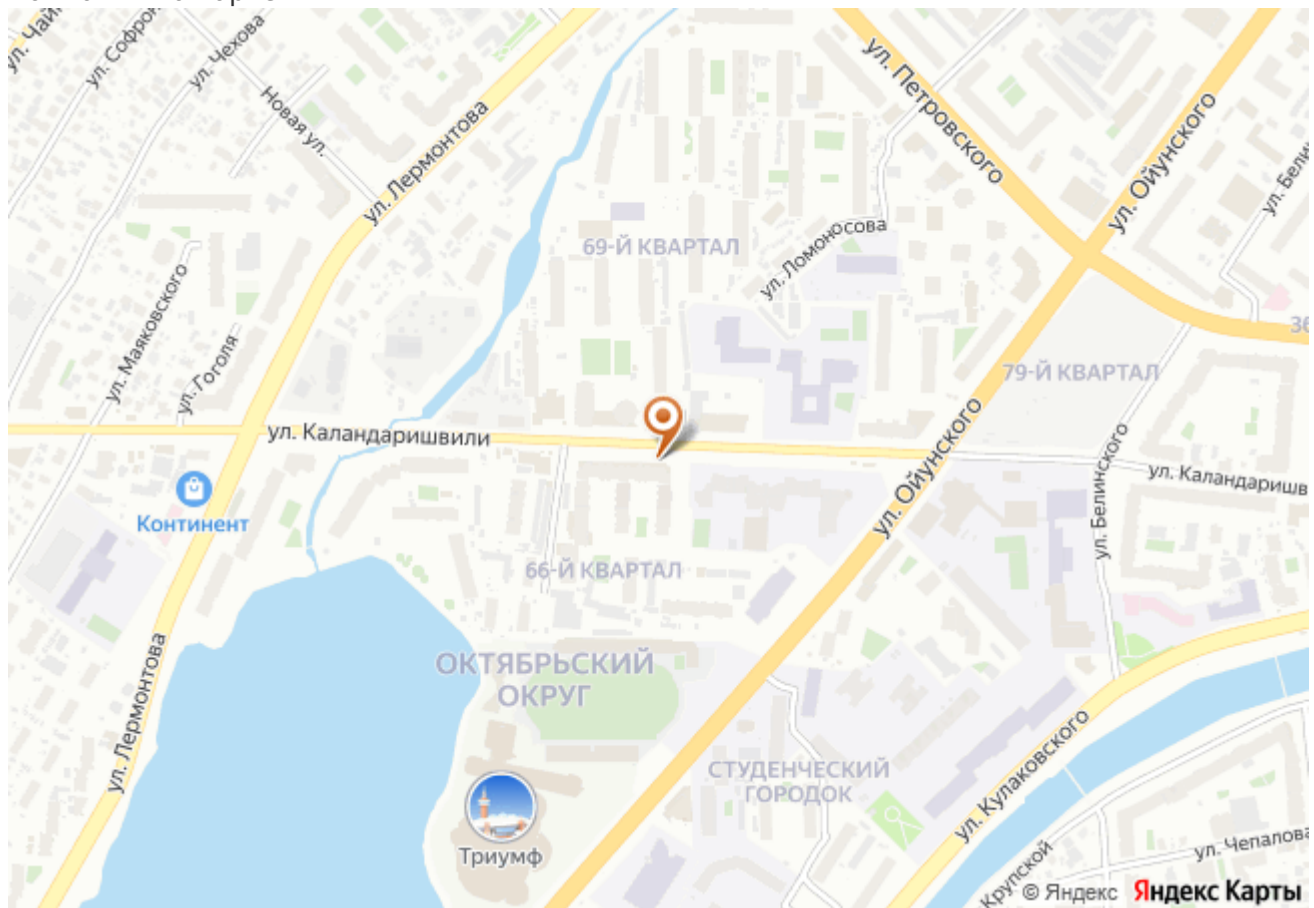 ул. Софро
ул. Чехова
Новая ул.
ул. Лермонтова
ул. Петровского
ул. Ойунского
ул. Белин
69-Й КВАРТАЛ
ул. Ломоносова
ул. Маяковского
ул. Гоголя
36
79-Й КВАРТАЛ
ул. Каландаришвили
ул. Ойунского
ул. Белинского
ул. Каландаришв
Континент
66-Й КВАРТАЛ
ОКТЯБРЬСКИЙ
ОКРУГ
ул. Лермонтова
СТУДЕНЧЕСКИЙ
ГОРОДОК
ул. Кулаковского
Триумф
Крупской
ул. Чепалова
© Яндекс Яндекс Карты